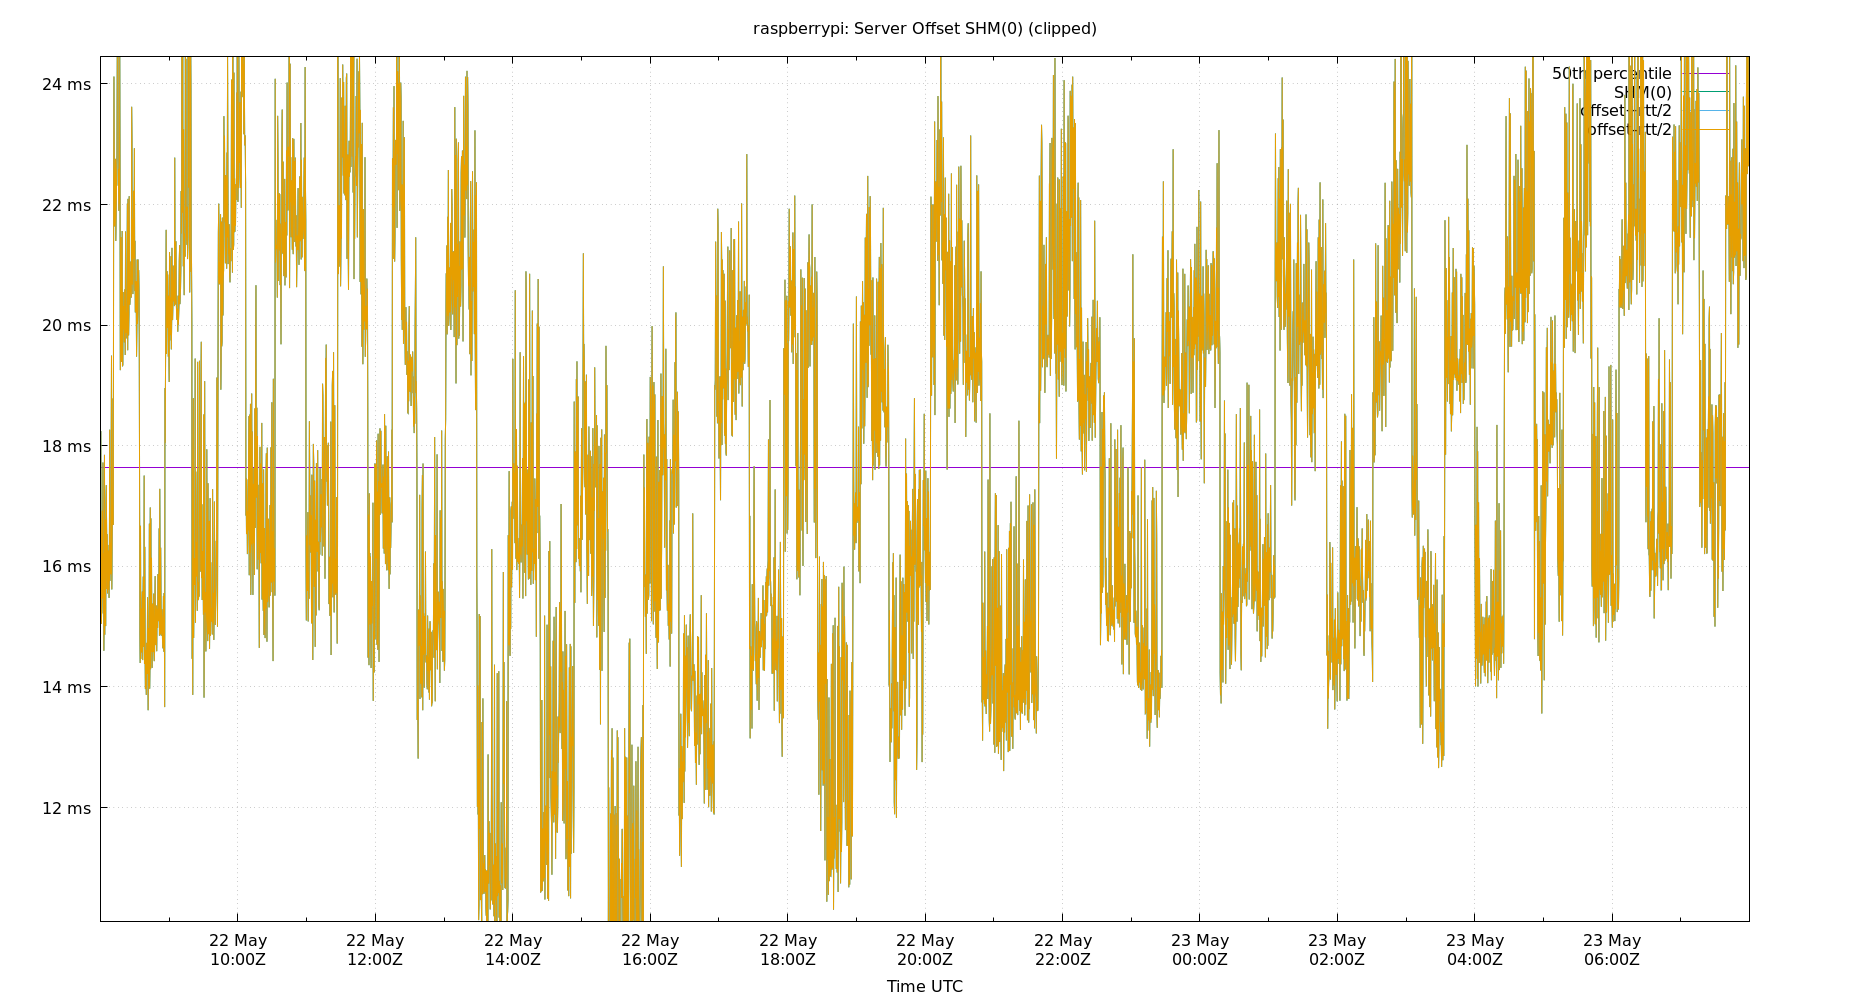 raspberrypi: Server Offset SHM(0) (clipped)
50th percentile
SHM(0)
offset+rtt/2
offset-rtt/2
24 ms
22 ms
20 ms
18 ms
16 ms
14 ms
12 ms
22 May 10:00Z
22 May 12:00Z
22 May 14:00Z
22 May 16:00Z
22 May 18:00Z
22 May 20:00Z
22 May 22:00Z
23 May 00:00Z
23 May 02:00Z
23 May 04:00Z
23 May 06:00Z
Time UTC